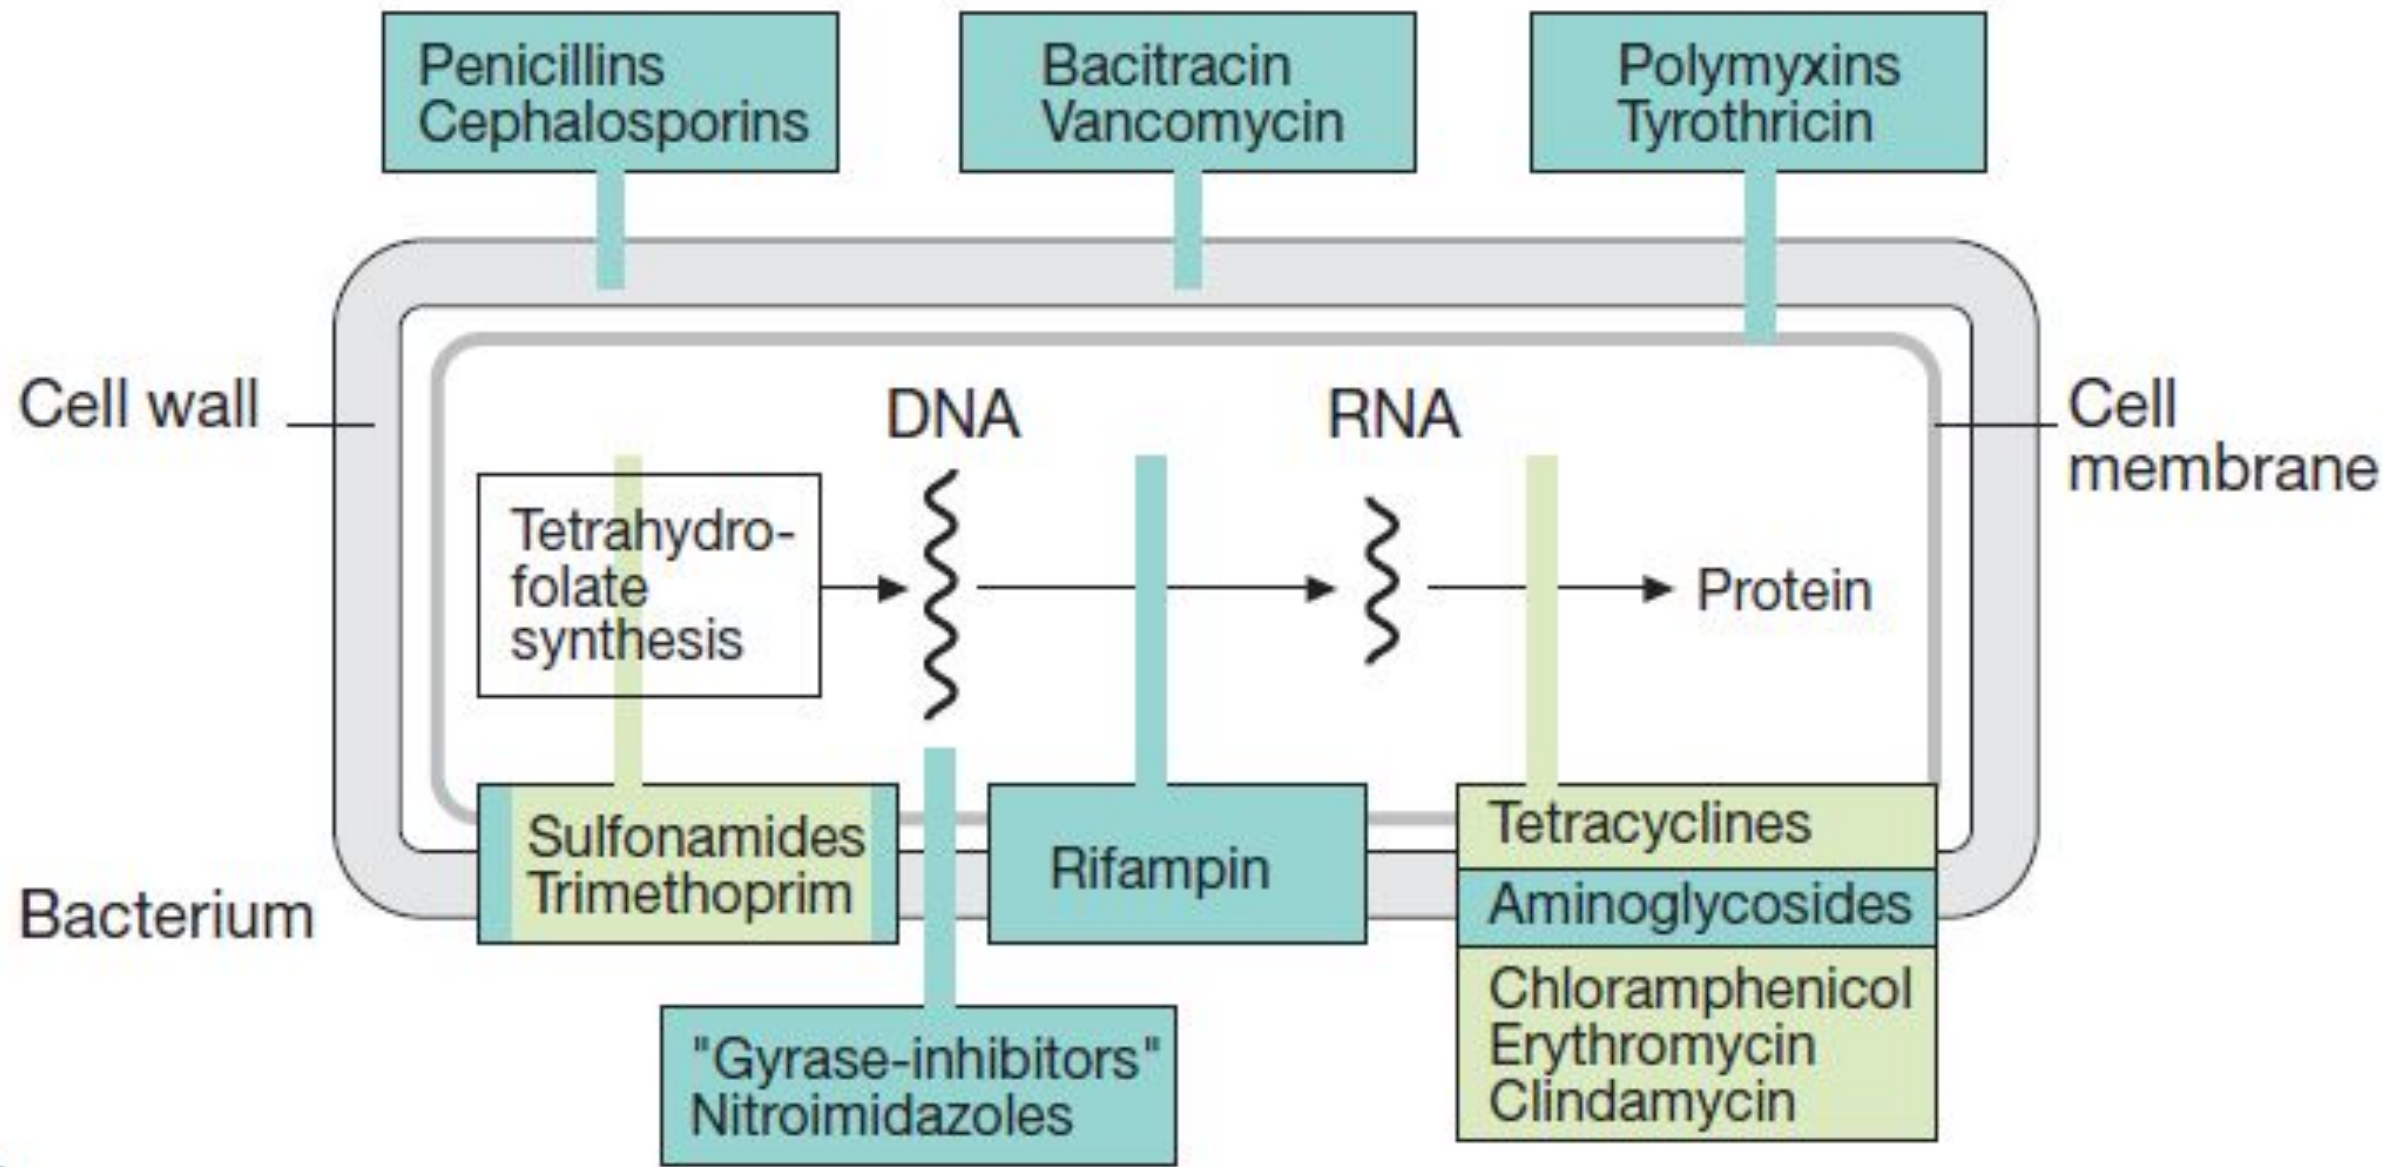 Penicillins
Cephalosporins
Bacitracin
Vancomycin
Polymyxins
Tyrothricin
Cell wall
DNA
RNA
Cell
membrane
Tetrahydro-
folate
synthesis
Protein
Bacterium
Sulfonamides
Trimethoprim
Rifampin
Tetracyclines
Aminoglycosides
Chloramphenicol
Erythromycin
Clindamycin
"Gyrase-inhibitors"
Nitroimidazoles